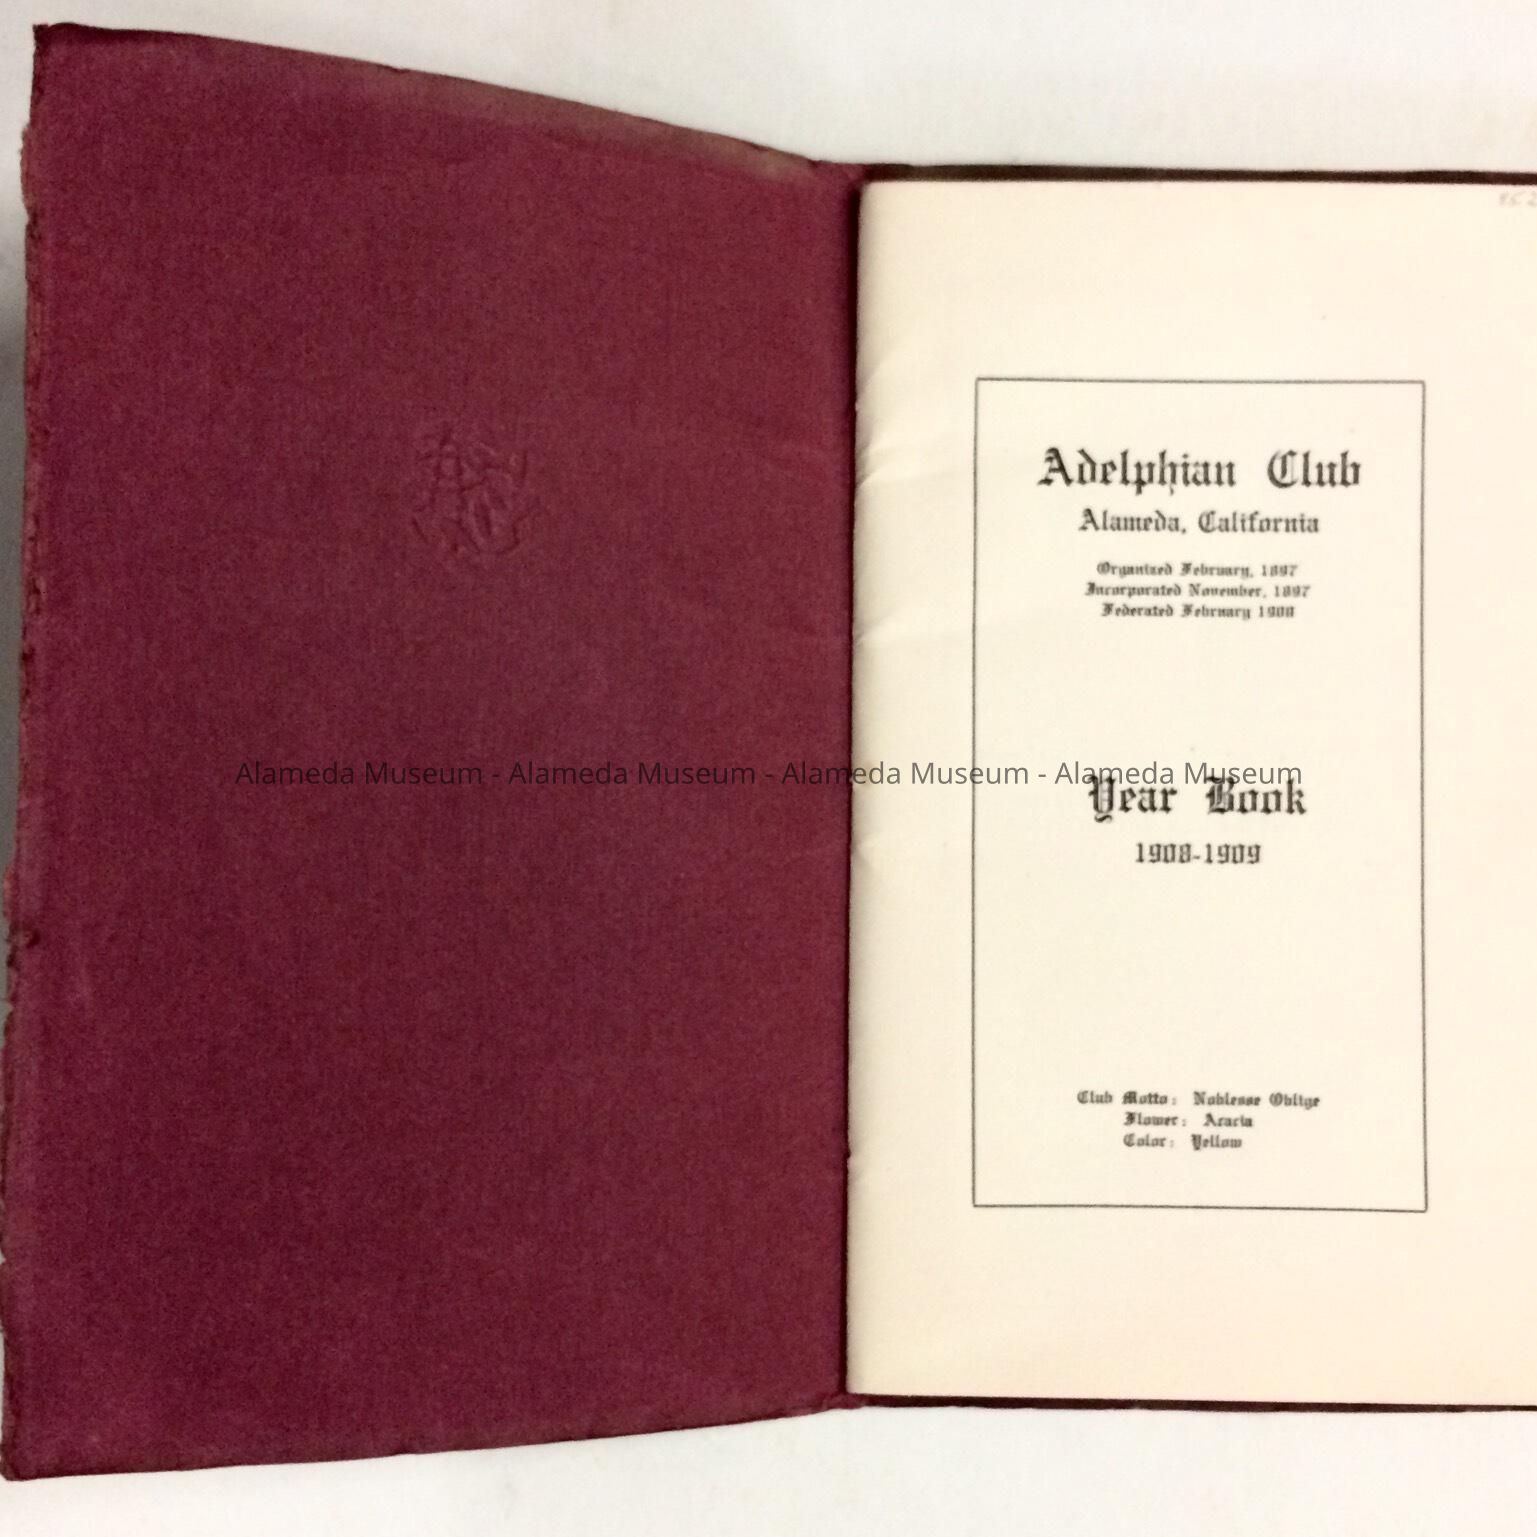 Adelphian Club
Alameda, California
Organized February, 1897
Incorporated November, 1897
Federated February 1908
Alameda Museum - Alameda Museum - Alameda Museum - Alameda Museum
Year Book
1908-1909
Club Motto: Noblesse Oblige
Flower: Acacia
Color: Yellow